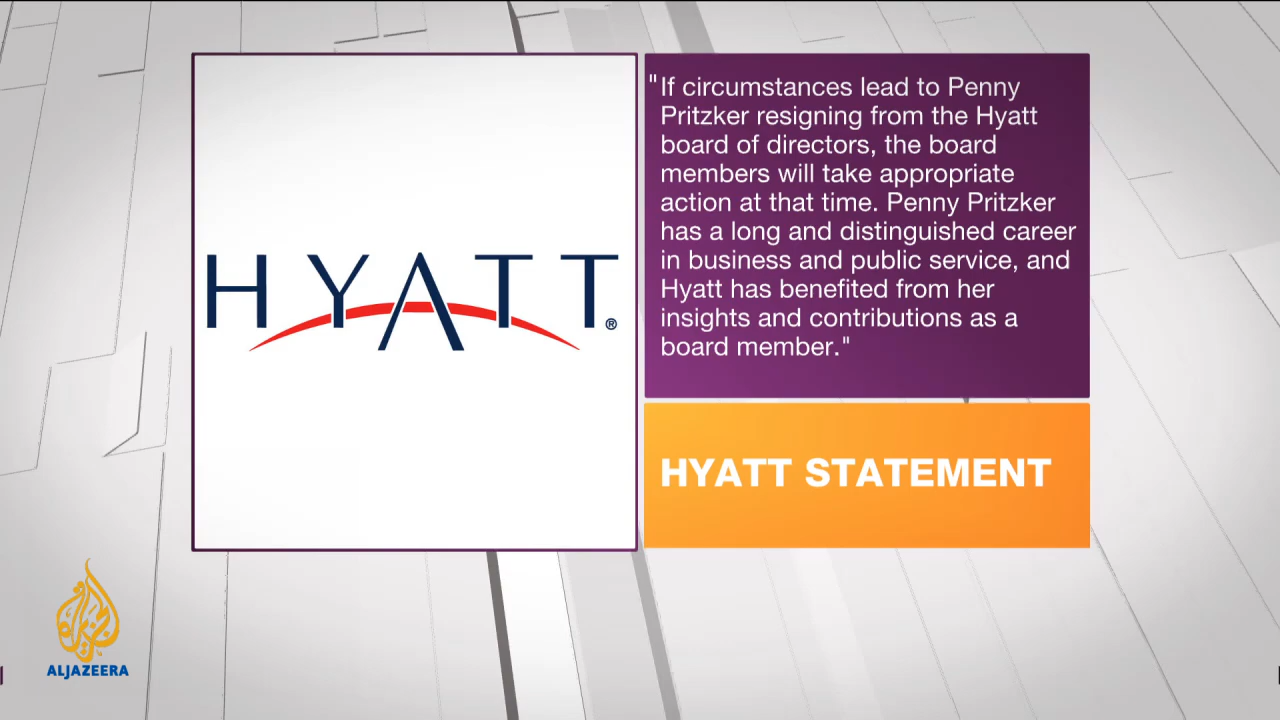 HYATT®
"If circumstances lead to Penny
Pritzker resigning from the Hyatt
board of directors, the board
members will take appropriate
action at that time. Penny Pritzker
has a long and distinguished career
in business and public service, and
Hyatt has benefited from her
insights and contributions as a
board member."
HYATT STATEMENT
ALJAZEERA